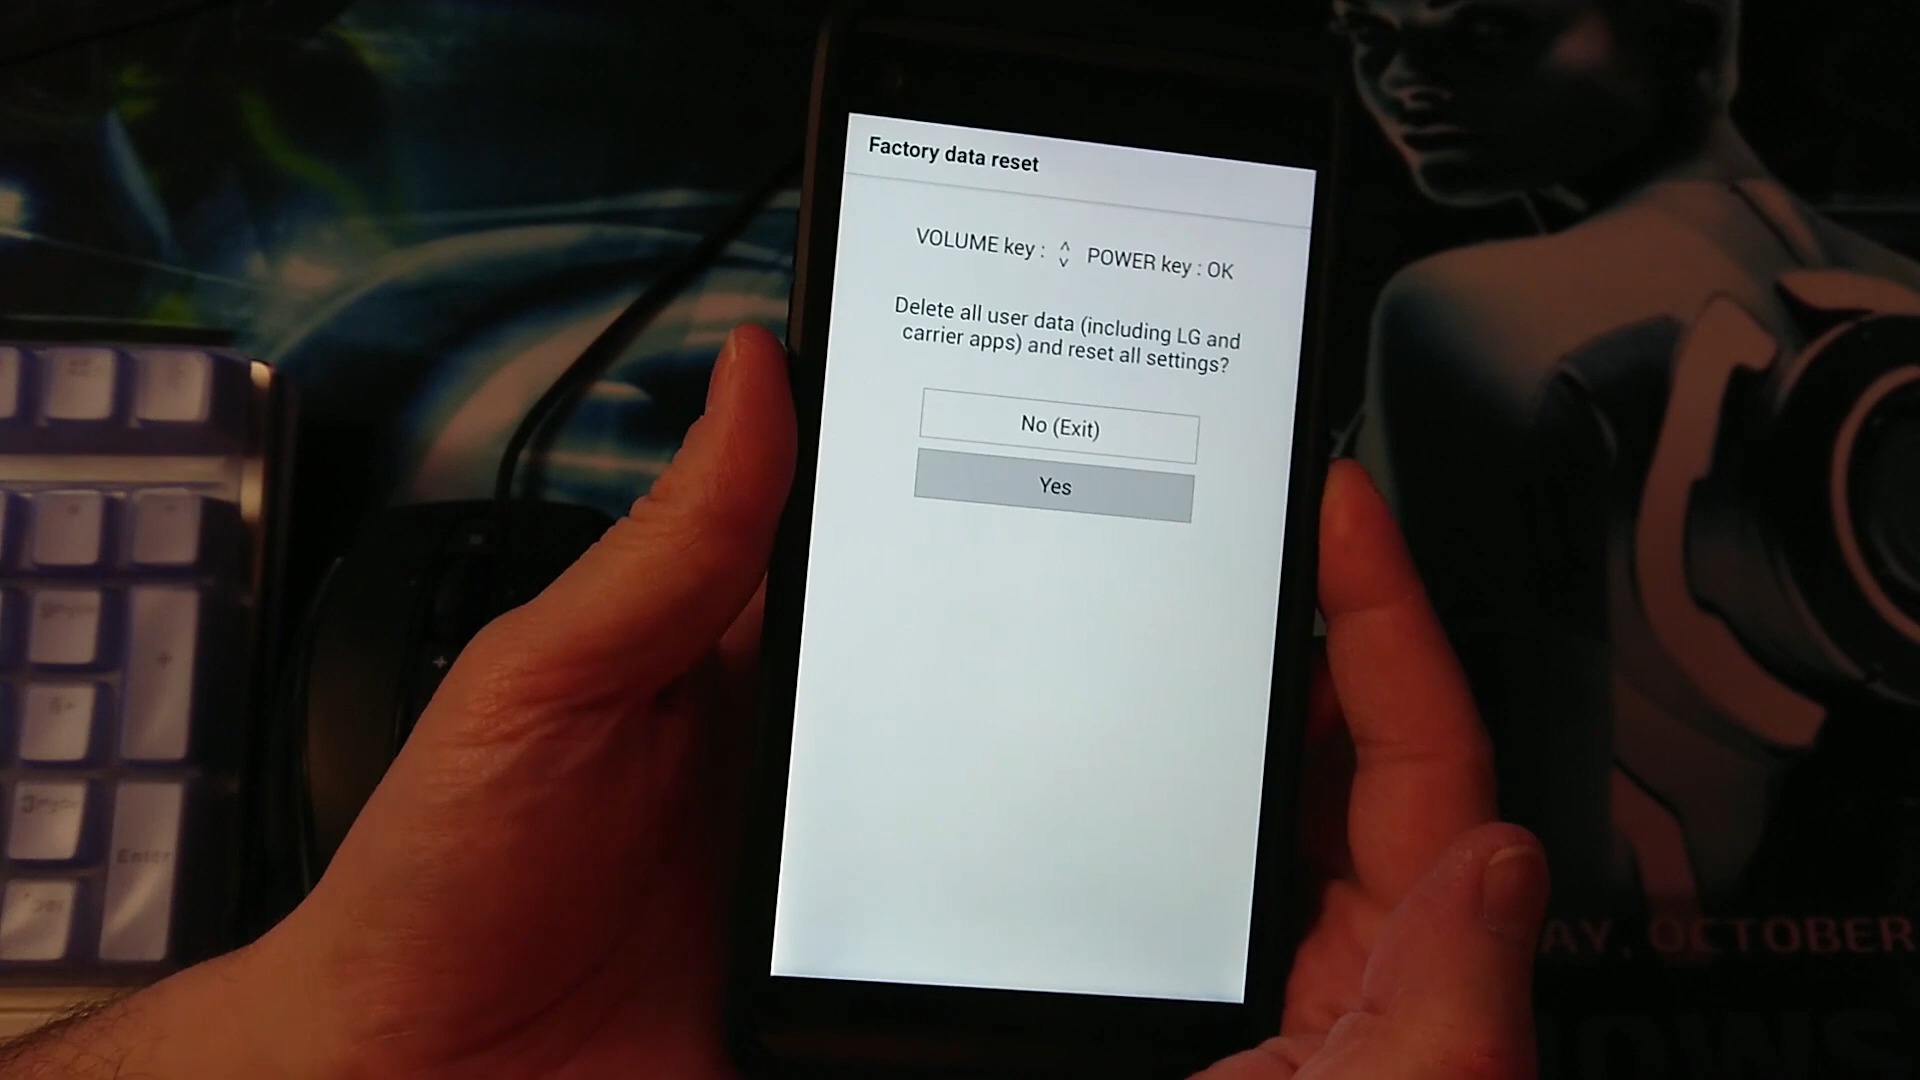 Factory data reset
VOLUME key : ^ v POWER key : OK
Delete all user data (including LG and
carrier apps) and reset all settings?
No (Exit)
Yes
+
Enter
AY, OCTOBER